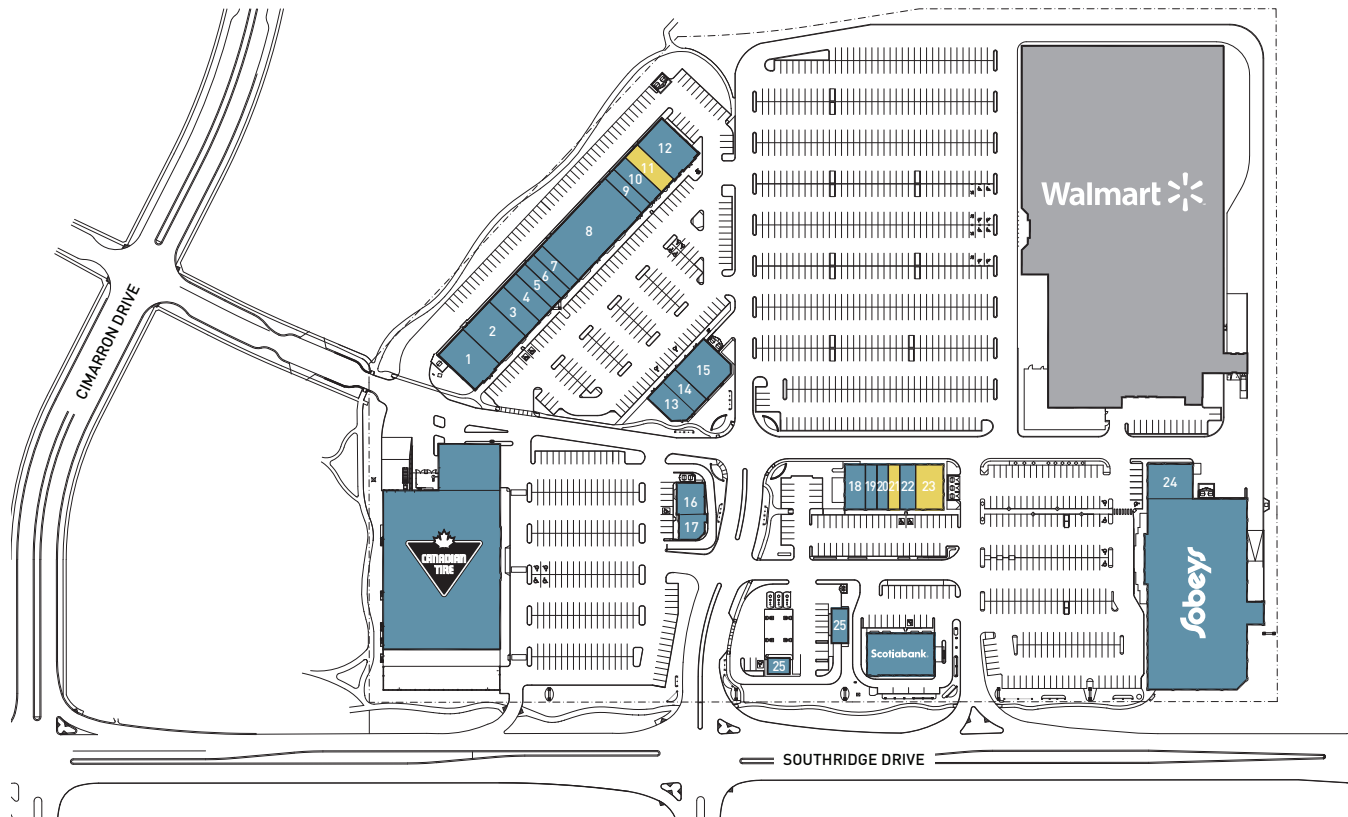 12
11
10
9
8
7
6
5
4
3
2
1
Walmart
CIMARRON DRIVE
15
14
13
CANADIAN
TIRE
16
17
18 19 20 21 22 23
24
Sobeys
25
25
Scotiabank
SOUTHRIDGE DRIVE